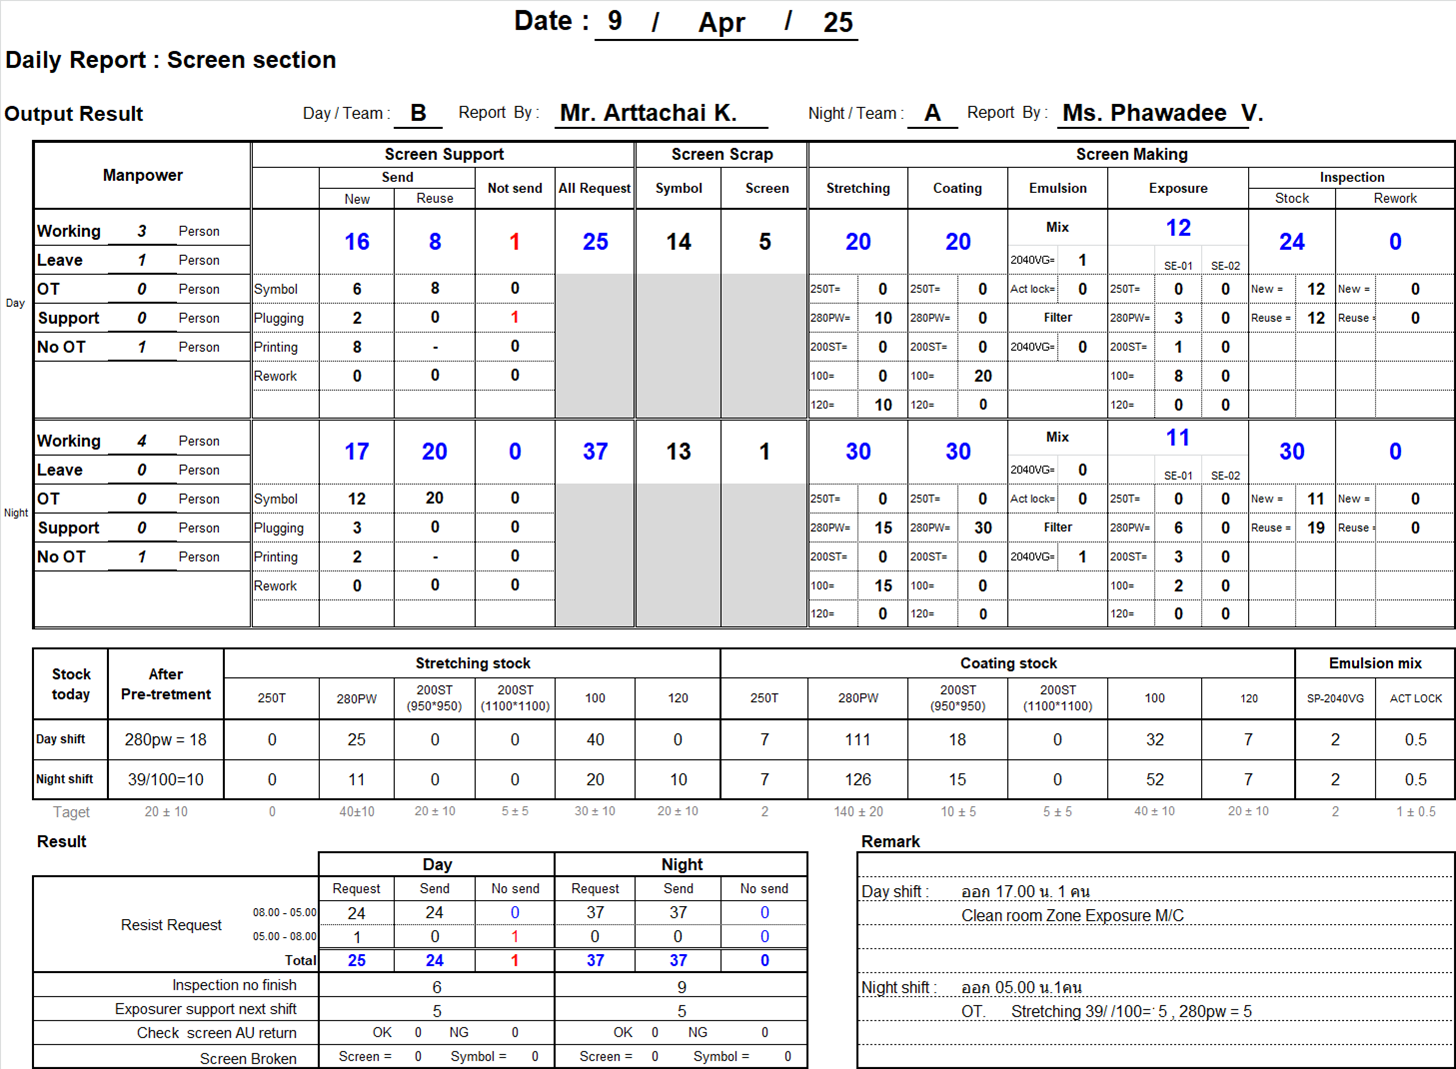 Date : 9 / Apr / 25
Daily Report : Screen section
Output Result Day / Team : B Report By : Mr. Arttachai K. Night / Team : A Report By : Ms. Phawadee V.
Manpower Screen Support Screen Scrap Screen Making
Send Not send All Request Symbol Screen Stretching Coating Emulsion Exposure Inspection
New Reuse Stock Rework
Day
Working 3 Person 16 8 1 25 14 5 20 20 Mix 12 24 0
Leave 1 Person 2040VG= 1 SE-01 SE-02
OT 0 Person Symbol 6 8 0 250T= 0 250T= 0 Act lock= 0 250T= 0 0 New = 12 New = 0
Support 0 Person Plugging 2 0 1 280PW= 10 280PW= 0 Filter 280PW= 3 0 Reuse = 12 Reuse = 0
No OT 1 Person Printing 8 - 0 200ST= 0 200ST= 0 2040VG= 0 200ST= 1 0
Rework 0 0 0 100= 0 100= 20 100= 8 0
120= 10 120= 0 120= 0 0
Night
Working 4 Person 17 20 0 37 13 1 30 30 Mix 11 30 0
Leave 0 Person 2040VG= 0 SE-01 SE-02
OT 0 Person Symbol 12 20 0 250T= 0 250T= 0 Act lock= 0 250T= 0 0 New = 11 New = 0
Support 0 Person Plugging 3 0 0 280PW= 15 280PW= 30 Filter 280PW= 6 0 Reuse = 19 Reuse = 0
No OT 1 Person Printing 2 - 0 200ST= 0 200ST= 0 2040VG= 1 200ST= 3 0
Rework 0 0 0 100= 15 100= 0 100= 2 0
120= 0 120= 0 120= 0 0
Stock today After Pre-tretment Stretching stock Coating stock Emulsion mix
250T 280PW 200ST (950*950) 200ST (1100*1100) 100 120 250T 280PW 200ST (950*950) 200ST (1100*1100) 100 120 SP-2040VG ACT LOCK
Day shift 280pw = 18 0 25 0 0 40 0 7 111 18 0 32 7 2 0.5
Night shift 39/100=10 0 11 0 0 20 10 7 126 15 0 52 7 2 0.5
Taget 20 ± 10 0 40±10 20 ± 10 5 ± 5 30 ± 10 20 ± 10 2 140 ± 20 10 ± 5 5 ± 5 40 ± 10 20 ± 10 2 1 ± 0.5
Result
Day Night
Request Send No send Request Send No send
Resist Request 08.00 - 05.00 24 24 0 37 37 0
05.00 - 08.00 1 0 1 0 0 0
Total 25 24 1 37 37 0
Inspection no finish 6 9
Exposurer support next shift 5 5
Check screen AU return OK 0 NG 0 OK 0 NG 0
Screen Broken Screen = 0 Symbol = 0 Screen = 0 Symbol = 0
Remark
Day shift : ออก 17.00 น. 1 คน
Clean room Zone Exposure M/C
Night shift : ออก 05.00 น.1คน
OT. Stretching 39/ /100= 5 , 280pw = 5